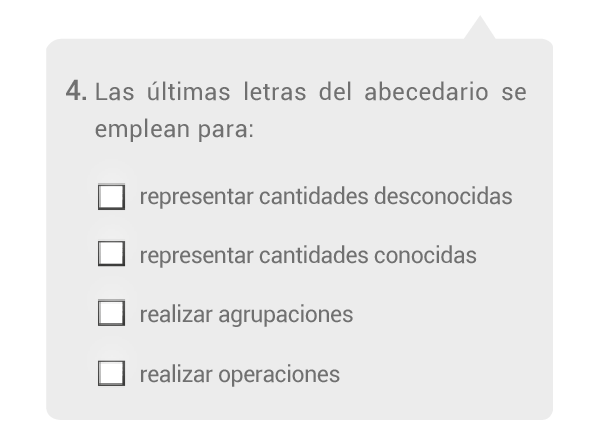 4. Las últimas letras del abecedario se
emplean para:
representar cantidades desconocidas
representar cantidades conocidas
realizar agrupaciones
realizar operaciones